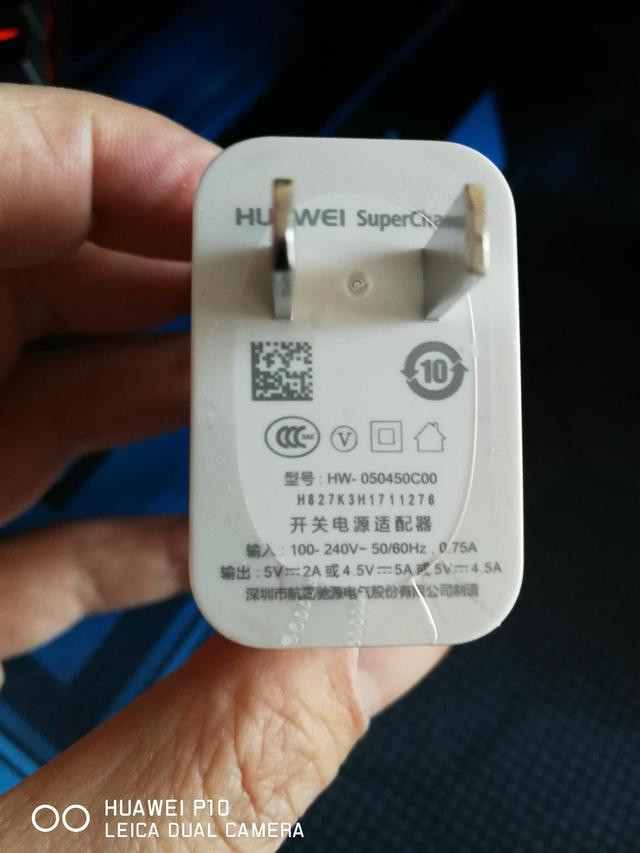 HUAWEI SuperCharge
10
CCC
V
型号：HW- 050450C00
H827K3H1711276
开关电源适配器
输入：100- 240V~ 50/60Hz , 0.75A
输出：5V⎓2A 或 4.5V⎓5A 或 5V⎓4.5A
深圳市航嘉驰源电气股份有限公司制造
HUAWEI P10
LEICA DUAL CAMERA